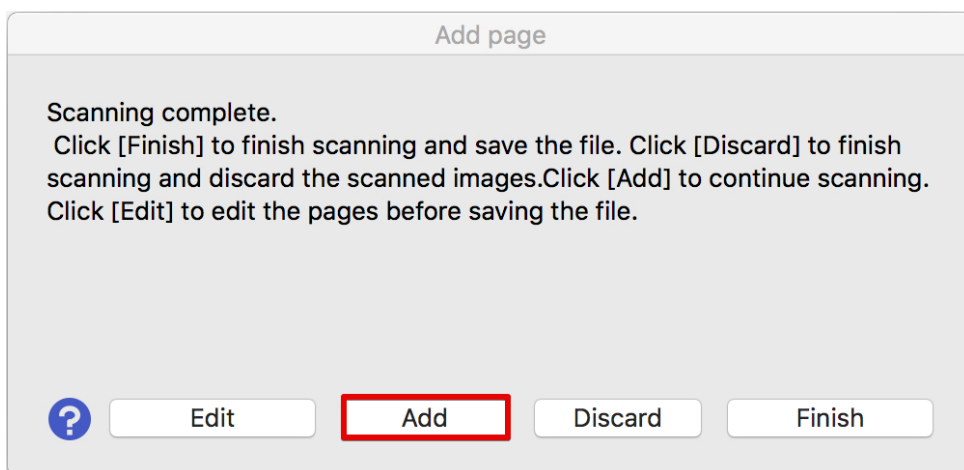 Add page
Scanning complete.
Click [Finish] to finish scanning and save the file. Click [Discard] to finish
scanning and discard the scanned images.Click [Add] to continue scanning.
Click [Edit] to edit the pages before saving the file.
? Edit Add Discard Finish